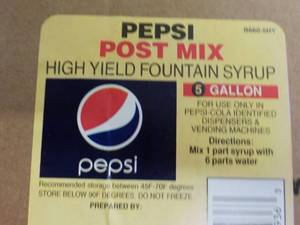 PEPSI
POST MIX
HIGH YIELD FOUNTAIN SYRUP
5 GALLON
FOR USE ONLY IN
PEPSI-COLA IDENTIFIED
DISPENSERS &
VENDING MACHINES
Directions:
Mix 1 part syrup with
6 parts water
pepsi
Recommended storage between 45F-70F degrees
STORE BELOW 90F DEGREES DO NOT FREEZE
PREPARED BY: